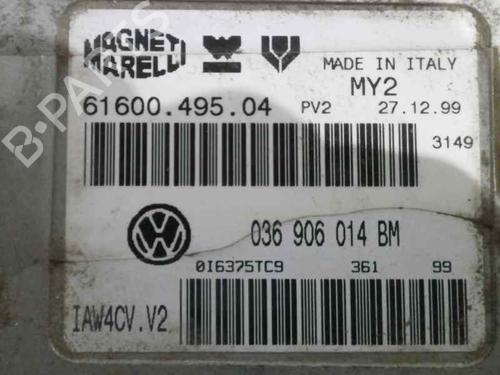 MAGNETI
MARELLI
MADE IN ITALY
MY2
61600.495.04
PV2
27.12.99
3149
036 906 014 BM
0I6375TC9
361
99
IAW4CV.V2
B-PARTS